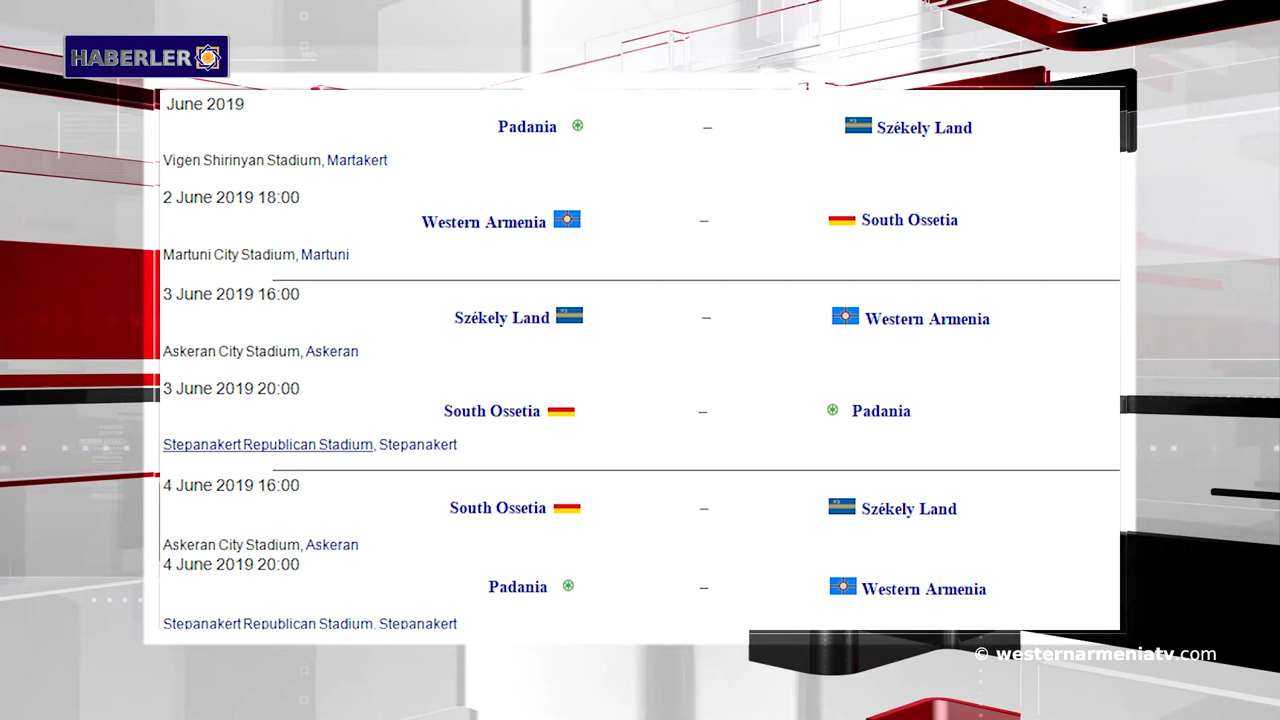 HABERLER
June 2019
Padania – Székely Land
Vigen Shirinyan Stadium, Martakert
2 June 2019 18:00
Western Armenia – South Ossetia
Martuni City Stadium, Martuni
3 June 2019 16:00
Székely Land – Western Armenia
Askeran City Stadium, Askeran
3 June 2019 20:00
South Ossetia – Padania
Stepanakert Republican Stadium, Stepanakert
4 June 2019 16:00
South Ossetia – Székely Land
Askeran City Stadium, Askeran
4 June 2019 20:00
Padania – Western Armenia
Stepanakert Republican Stadium, Stepanakert
© westernarmeniatv.com